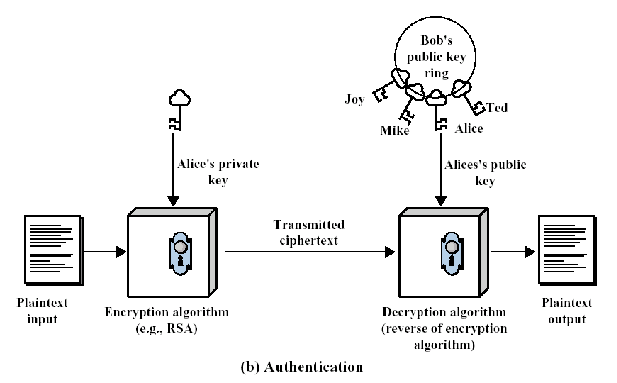 Bob's
public key
ring
Joy
Mike
Alice
Ted
Alice's private
key
Alices's public
key
Transmitted
ciphertext
Plaintext
input
Encryption algorithm
(e.g., RSA)
Decryption algorithm
(reverse of encryption
algorithm)
Plaintext
output
(b) Authentication